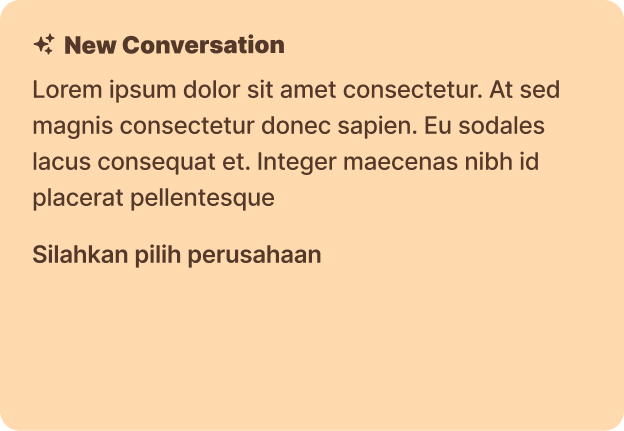 New Conversation
Lorem ipsum dolor sit amet consectetur. At sed
magnis consectetur donec sapien. Eu sodales
lacus consequat et. Integer maecenas nibh id
placerat pellentesque
Silahkan pilih perusahaan